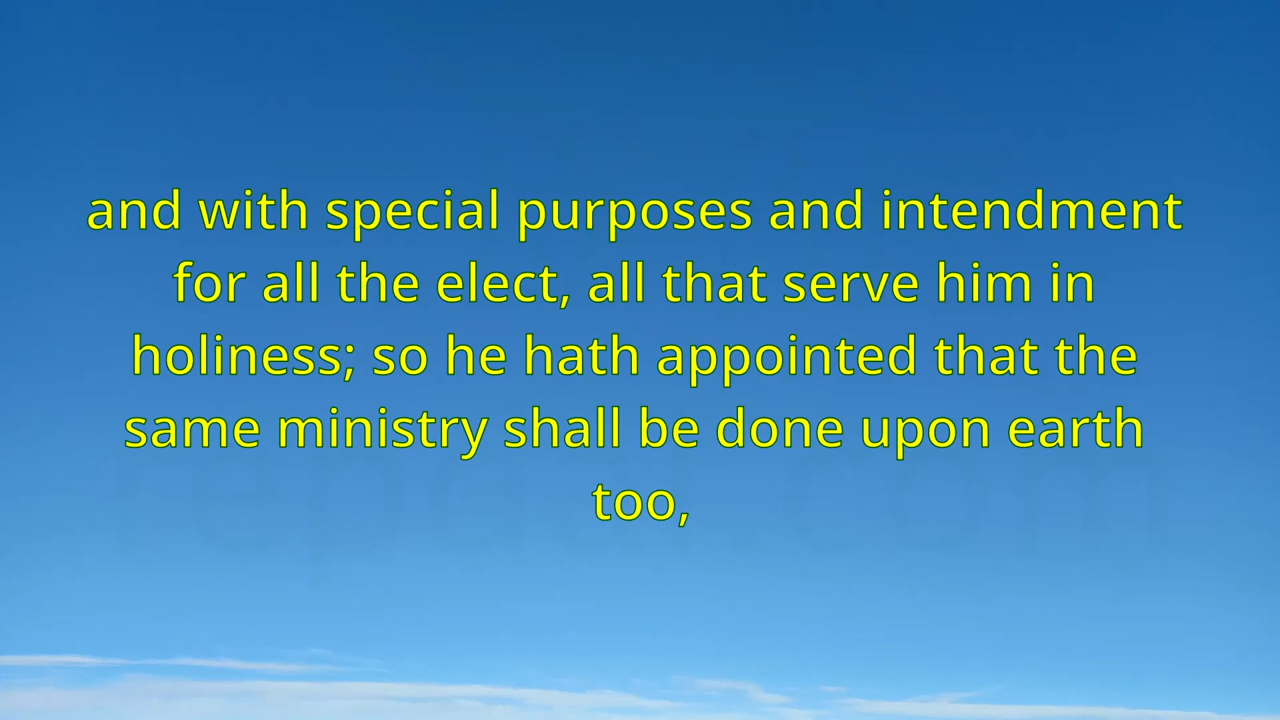 and with special purposes and intendment
for all the elect, all that serve him in
holiness; so he hath appointed that the
same ministry shall be done upon earth
too,